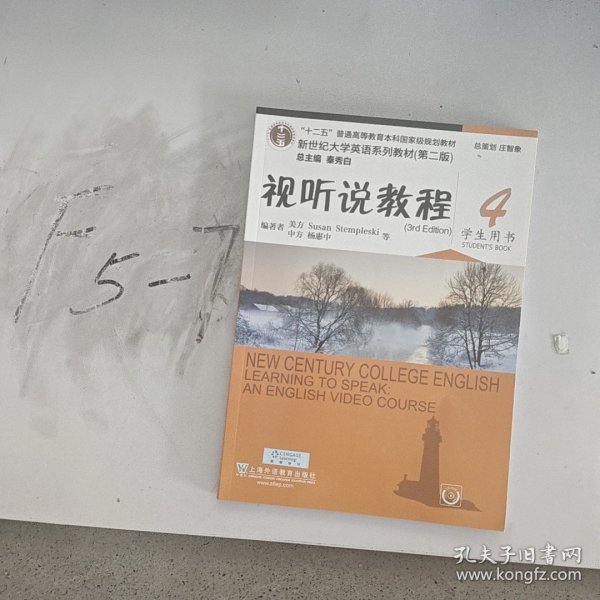 F: 5-7
"十二五"普通高等教育本科国家级规划教材
总策划 庄智象
新世纪大学英语系列教材(第二版)
总主编 秦秀白
视听说教程
(3rd Edition)
4
学生用书
STUDENT'S BOOK
编著者 美方 Susan Stempleski 等
中方 杨惠中
NEW CENTURY COLLEGE ENGLISH
LEARNING TO SPEAK:
AN ENGLISH VIDEO COURSE
CENGAGE
Learning
上海外语教育出版社
www.sflep.com
孔夫子旧书网
www.kongfz.com